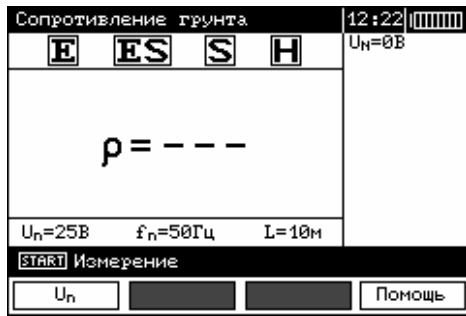 Сопротивление грунта 12:22
E ES S H Uₙ=0В
ρ = – – –
Uₙ=25В fₙ=50Гц L=10м
START Измерение
Uₙ Помощь